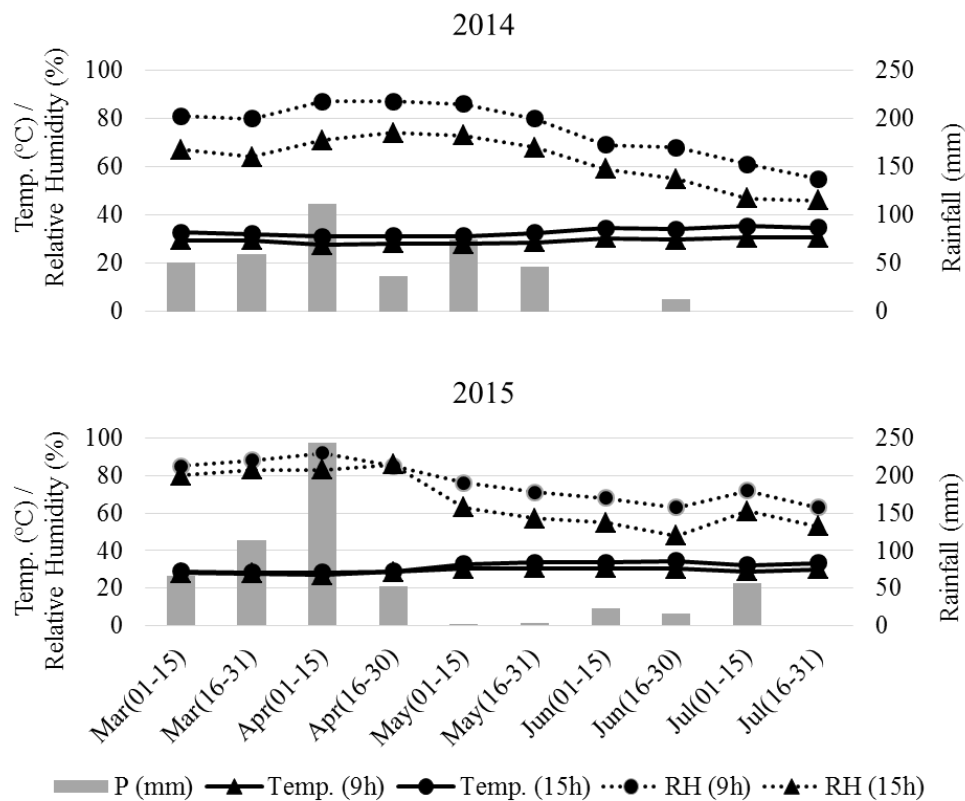 2014
Temp. (°C) /
Relative Humidity (%)
100
80
60
40
20
0
250
200
150
100
50
0
Rainfall (mm)
2015
Temp. (°C) /
Relative Humidity (%)
100
80
60
40
20
0
250
200
150
100
50
0
Rainfall (mm)
Mar(01-15)
Mar(16-31)
Apr(01-15)
Apr(16-30)
May(01-15)
May(16-31)
Jun(01-15)
Jun(16-30)
Jul(01-15)
Jul(16-31)
P (mm) Temp. (9h) Temp. (15h) RH (9h) RH (15h)